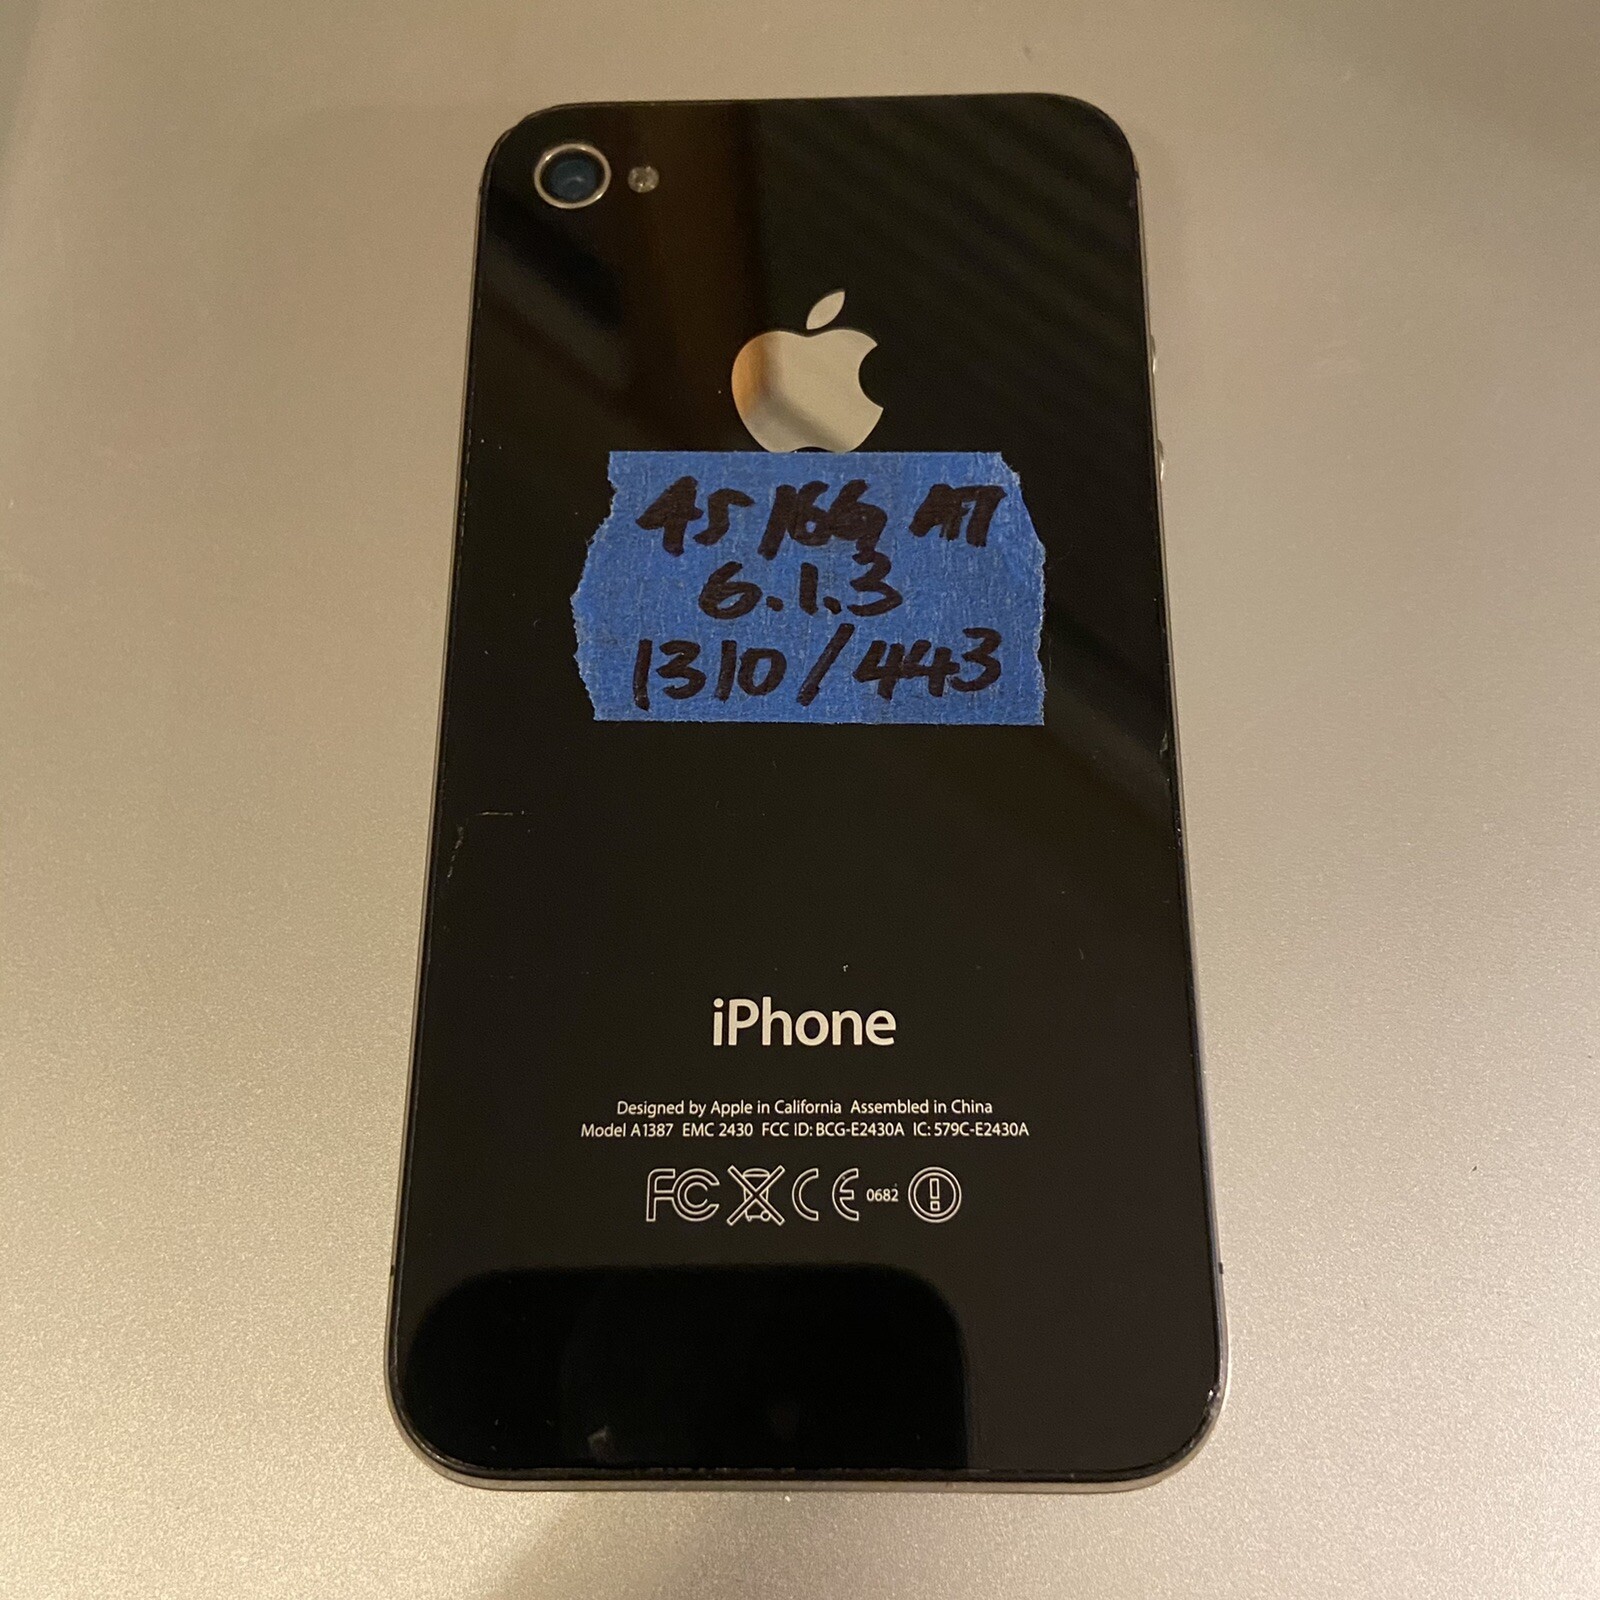 4S 16G AT
6.1.3
1310/443
iPhone
Designed by Apple in California Assembled in China
Model A1387 EMC 2430 FCC ID: BCG-E2430A IC: 579C-E2430A
FC CE 0682